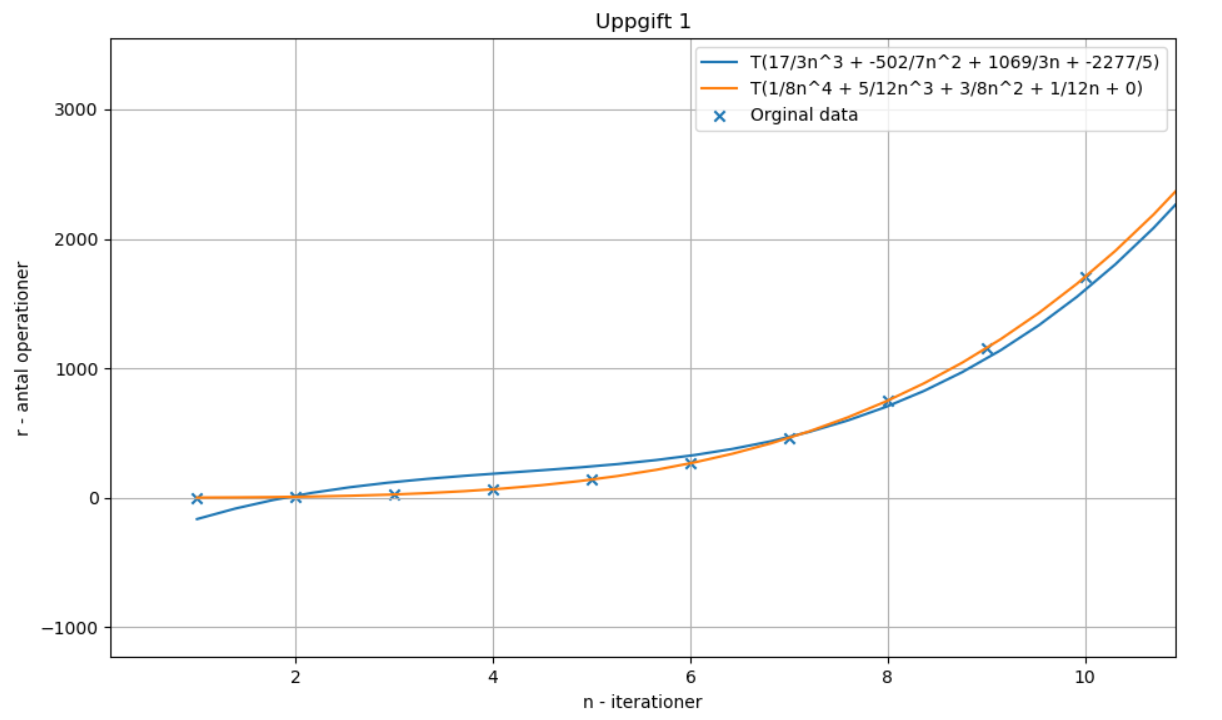 Uppgift 1
T(17/3n^3 + -502/7n^2 + 1069/3n + -2277/5)
T(1/8n^4 + 5/12n^3 + 3/8n^2 + 1/12n + 0)
Orginal data
3000
2000
1000
0
−1000
r - antal operationer
2
4
6
8
10
n - iterationer